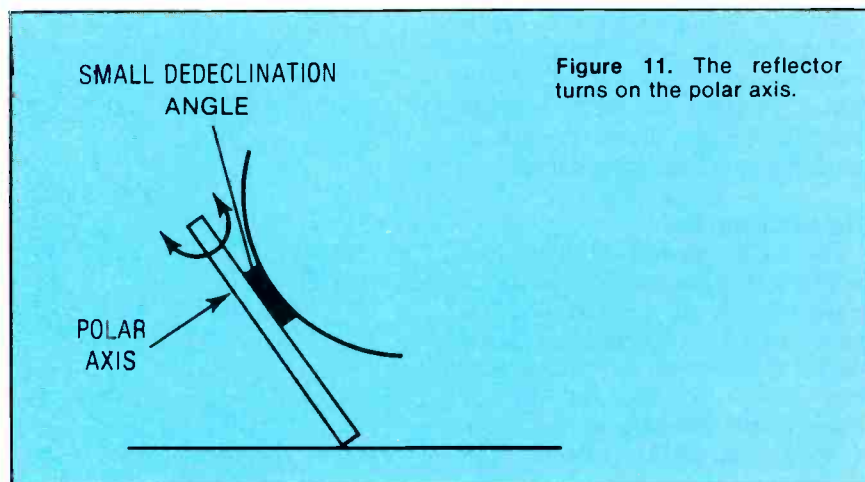 SMALL DEDECLINATION
ANGLE
Figure 11. The reflector
turns on the polar axis.
POLAR
AXIS